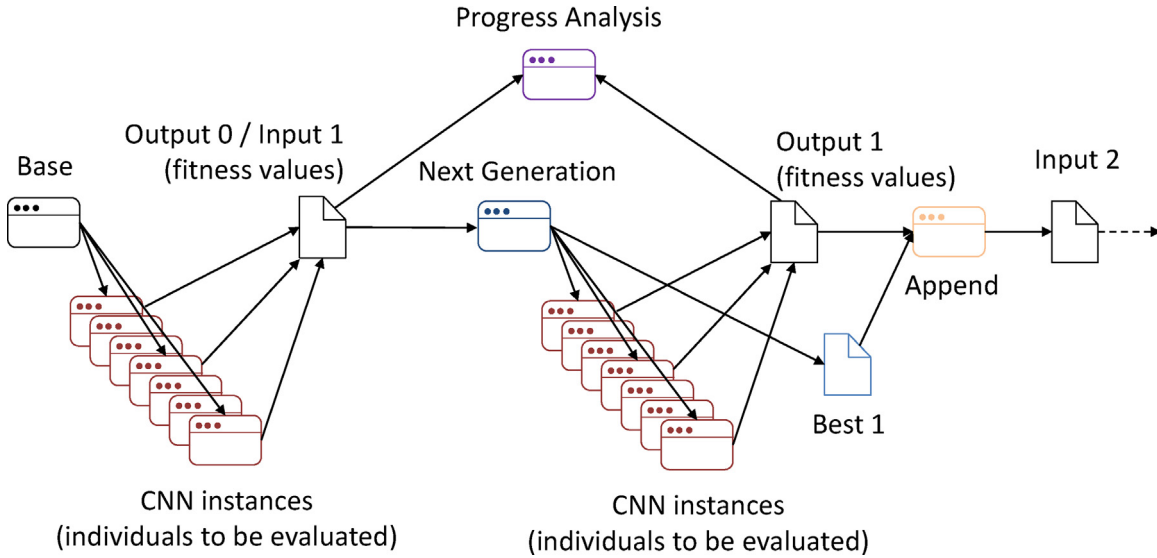 Progress Analysis
Output 0 / Input 1
(fitness values)
Base
Next Generation
Output 1
(fitness values)
Input 2
Append
Best 1
CNN instances
(individuals to be evaluated)
CNN instances
(individuals to be evaluated)